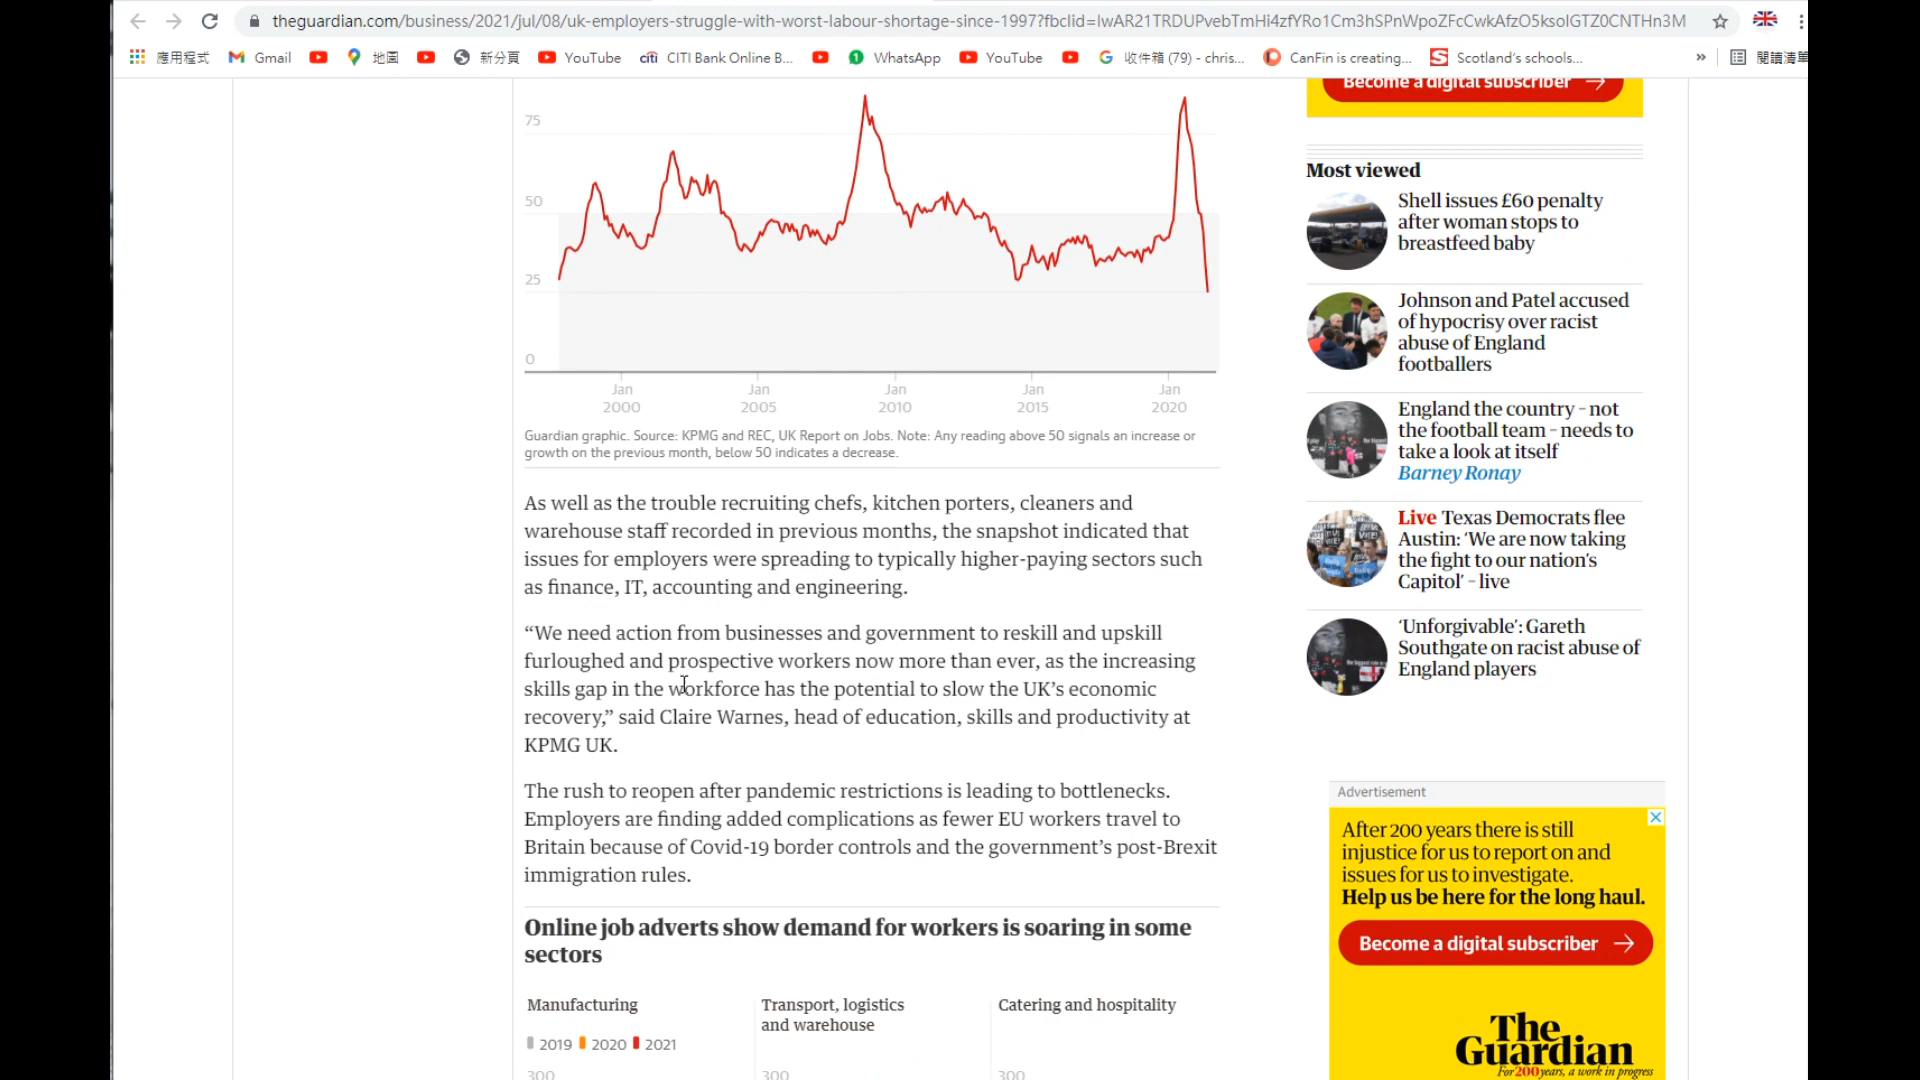 theguardian.com/business/2021/jul/08/uk-employers-struggle-with-worst-labour-shortage-since-1997?fbclid=IwAR21TRDUPvebTmHi4zfYRo1Cm3hSPnWpoZFcCwkAfzO5ksoIGTZ0CNTHn3M
應用程式 Gmail 地圖 新分頁 YouTube citi CITI Bank Online B... 1 WhatsApp YouTube G 收件箱 (79) - chris... CanFin is creating... S Scotland's schools... » 閱讀清單
75
50
25
0
Jan Jan Jan Jan Jan
2000 2005 2010 2015 2020
Guardian graphic. Source: KPMG and REC, UK Report on Jobs. Note: Any reading above 50 signals an increase or
growth on the previous month, below 50 indicates a decrease.
As well as the trouble recruiting chefs, kitchen porters, cleaners and
warehouse staff recorded in previous months, the snapshot indicated that
issues for employers were spreading to typically higher-paying sectors such
as finance, IT, accounting and engineering.
“We need action from businesses and government to reskill and upskill
furloughed and prospective workers now more than ever, as the increasing
skills gap in the workforce has the potential to slow the UK’s economic
recovery,” said Claire Warnes, head of education, skills and productivity at
KPMG UK.
The rush to reopen after pandemic restrictions is leading to bottlenecks.
Employers are finding added complications as fewer EU workers travel to
Britain because of Covid-19 border controls and the government’s post-Brexit
immigration rules.
Online job adverts show demand for workers is soaring in some
sectors
Manufacturing
2019 2020 2021
300
Transport, logistics
and warehouse
300
Catering and hospitality
300
Become a digital subscriber
Most viewed
Shell issues £60 penalty
after woman stops to
breastfeed baby
Johnson and Patel accused
of hypocrisy over racist
abuse of England
footballers
England the country – not
the football team – needs to
take a look at itself
Barney Ronay
Live Texas Democrats flee
Austin: ‘We are now taking
the fight to our nation’s
Capitol’ – live
‘Unforgivable’: Gareth
Southgate on racist abuse of
England players
Advertisement
After 200 years there is still
injustice for us to report on and
issues for us to investigate.
Help us be here for the long haul.
Become a digital subscriber
The
Guardian
For 200 years, a work in progress